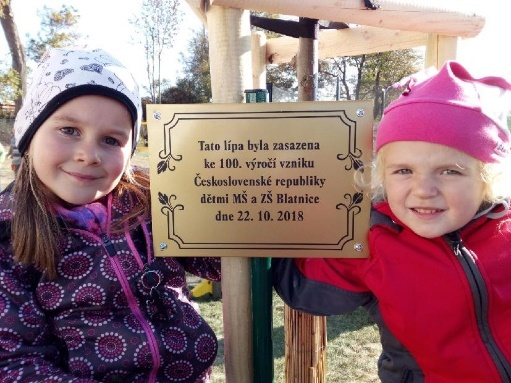 Tato lípa byla zasazena
ke 100. výročí vzniku
Československé republiky
dětmi MŠ a ZŠ Blatnice
dne 22. 10. 2018